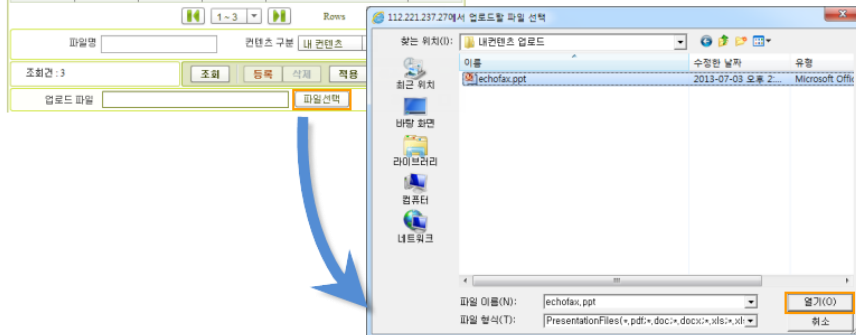 1~3 Rows
파일명 컨텐츠 구분 내 컨텐츠
조회건 : 3 조회 등록 삭제 적용
업로드 파일 파일선택
112.221.237.27에서 업로드할 파일 선택
찾는 위치(I): 내컨텐츠 업로드
이름 수정한 날짜 유형
echofax.ppt 2013-07-03 오후 2:... Microsoft Offic
최근 위치
바탕 화면
라이브러리
컴퓨터
네트워크
파일 이름(N): echofax.ppt 열기(O)
파일 형식(T): PresentationFiles(*.pdf;*.doc;*.docx;*.xls;*.xl: 취소